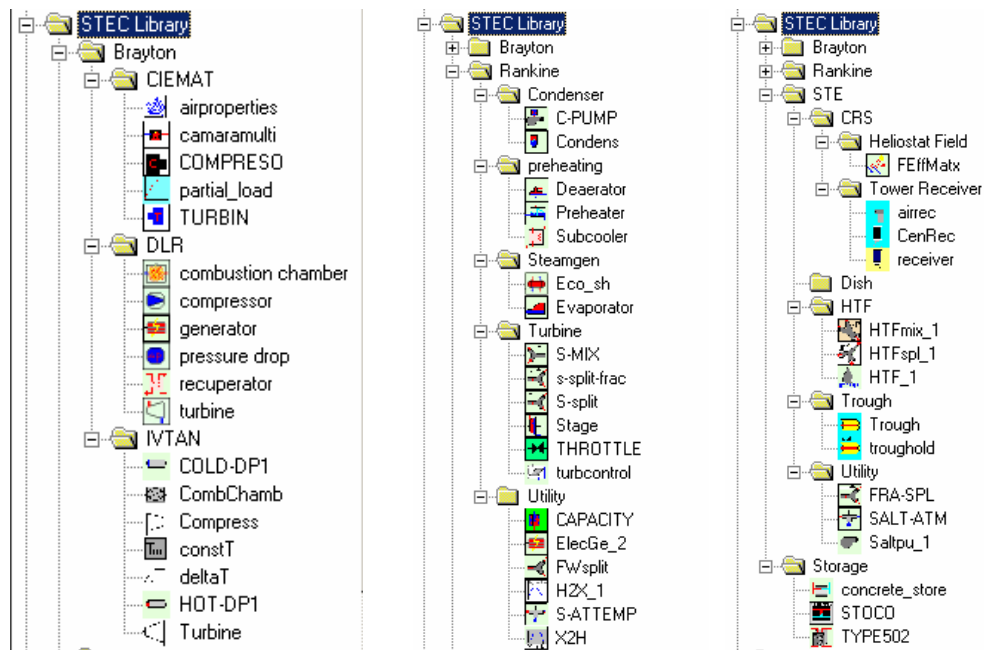 STEC Library
Brayton
CIEMAT
airproperties
camaramulti
COMPRESO
partial_load
TURBIN
DLR
combustion chamber
compressor
generator
pressure drop
recuperator
turbine
IVTAN
COLD-DP1
CombChamb
Compress
constT
deltaT
HOT-DP1
Turbine
STEC Library
Brayton
Rankine
Condenser
C-PUMP
Condens
preheating
Deaerator
Preheater
Subcooler
Steamgen
Eco_sh
Evaporator
Turbine
S-MIX
s-split-frac
S-split
Stage
THROTTLE
turbcontrol
Utility
CAPACITY
ElecGe_2
FWsplit
H2X_1
S-ATTEMP
X2H
STEC Library
Brayton
Rankine
STE
CRS
Heliostat Field
FEffMatx
Tower Receiver
airrec
CenRec
receiver
Dish
HTF
HTFmix_1
HTFspl_1
HTF_1
Trough
Trough
troughold
Utility
FRA-SPL
SALT-ATM
Saltpu_1
Storage
concrete_store
STOCO
TYPE502